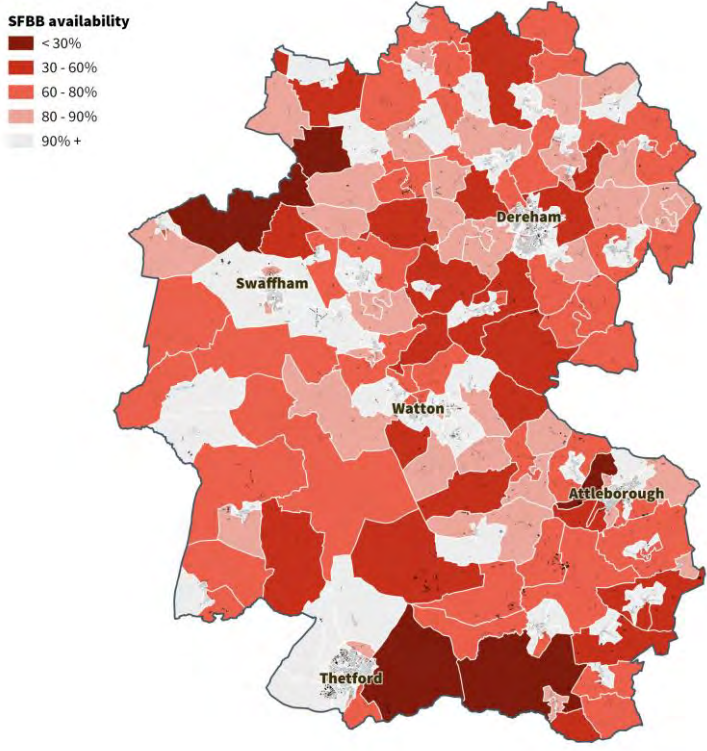 SFBB availability
< 30%
30 - 60%
60 - 80%
80 - 90%
90% +
Dereham
Swaffham
Watton
Attleborough
Thetford